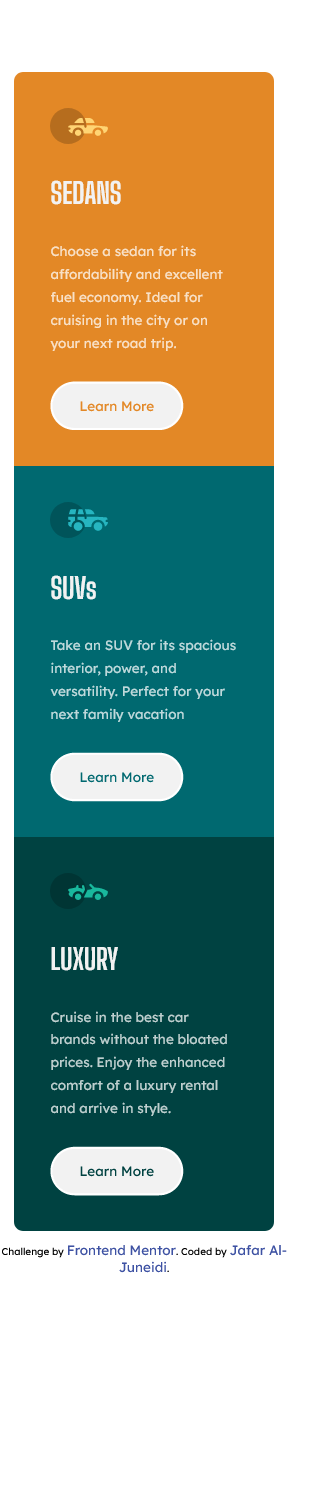 SEDANS
Choose a sedan for its
affordability and excellent
fuel economy. Ideal for
cruising in the city or on
your next road trip.
Learn More
SUVs
Take an SUV for its spacious
interior, power, and
versatility. Perfect for your
next family vacation
Learn More
LUXURY
Cruise in the best car
brands without the bloated
prices. Enjoy the enhanced
comfort of a luxury rental
and arrive in style.
Learn More
Challenge by Frontend Mentor. Coded by Jafar Al-
Juneidi.